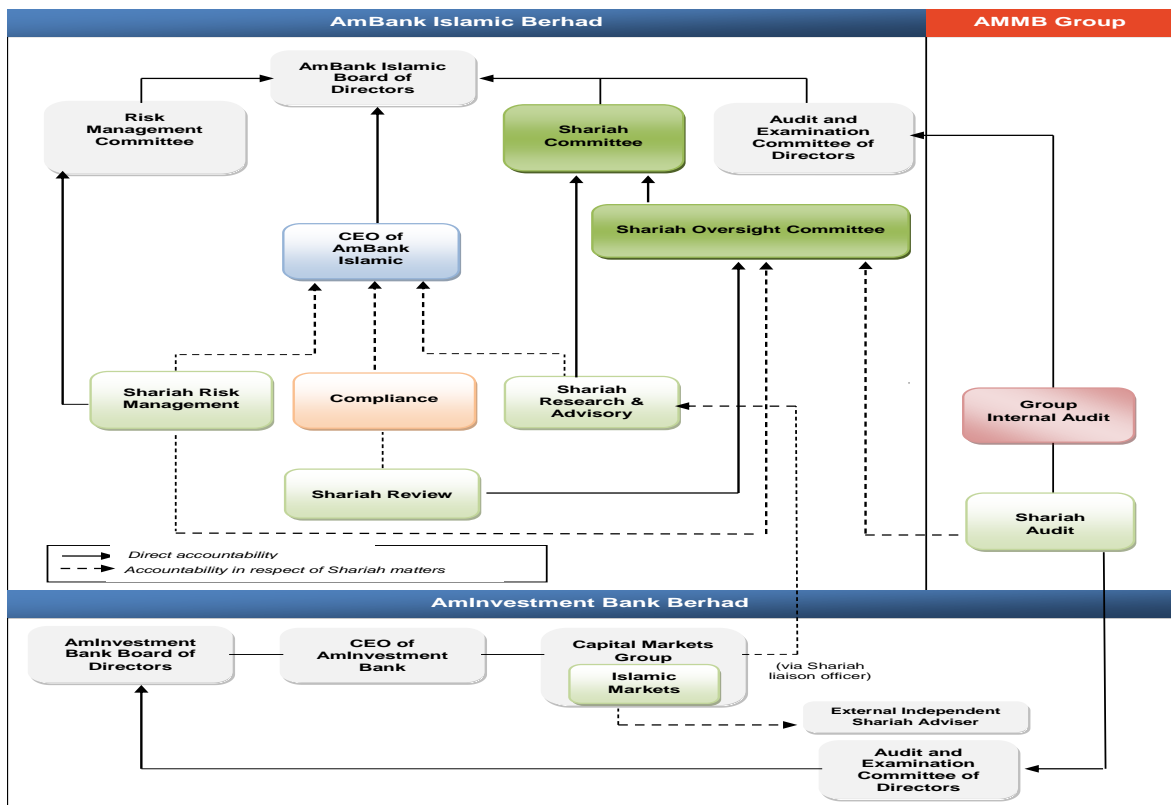 AmBank Islamic Berhad
AMMB Group
AmBank Islamic
Board of
Directors
Risk
Management
Committee
Shariah
Committee
Audit and
Examination
Committee of
Directors
Shariah Oversight Committee
CEO of
AmBank
Islamic
Shariah Risk
Management
Compliance
Shariah
Research &
Advisory
Group
Internal Audit
Shariah Review
Shariah
Audit
Direct accountability
Accountability in respect of Shariah matters
AmInvestment Bank Berhad
AmInvestment
Bank Board of
Directors
CEO of
AmInvestment
Bank
Capital Markets
Group
Islamic
Markets
(via Shariah
liaison officer)
External Independent
Shariah Adviser
Audit and
Examination
Committee of
Directors